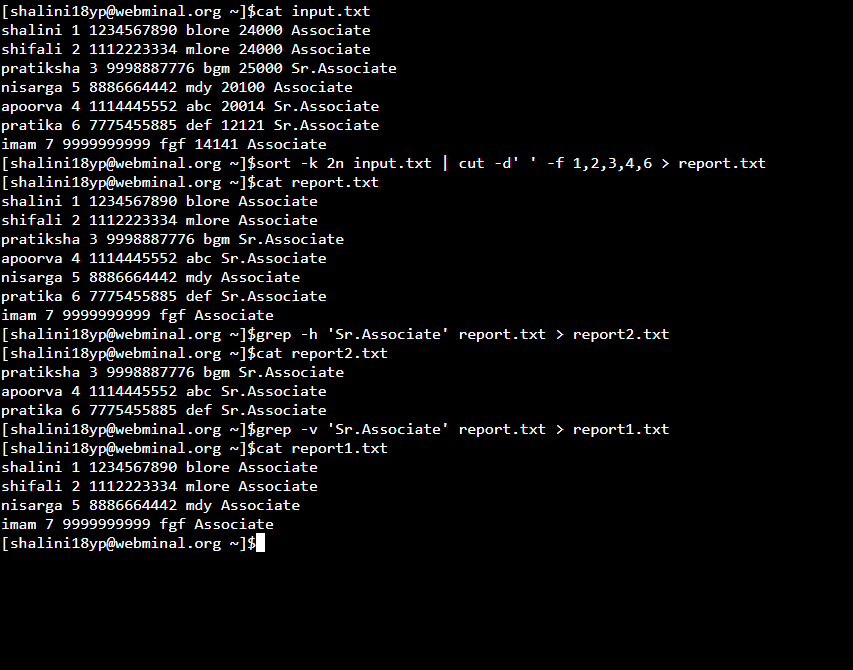 [shalini18yp@webminal.org ~]$cat input.txt
shalini 1 1234567890 blore 24000 Associate
shifali 2 1112223334 mlore 24000 Associate
pratiksha 3 9998887776 bgm 25000 Sr.Associate
nisarga 5 8886664442 mdy 20100 Associate
apoorva 4 1114445552 abc 20014 Sr.Associate
pratika 6 7775455885 def 12121 Sr.Associate
imam 7 9999999999 fgf 14141 Associate
[shalini18yp@webminal.org ~]$sort -k 2n input.txt | cut -d' ' -f 1,2,3,4,6 > report.txt
[shalini18yp@webminal.org ~]$cat report.txt
shalini 1 1234567890 blore Associate
shifali 2 1112223334 mlore Associate
pratiksha 3 9998887776 bgm Sr.Associate
apoorva 4 1114445552 abc Sr.Associate
nisarga 5 8886664442 mdy Associate
pratika 6 7775455885 def Sr.Associate
imam 7 9999999999 fgf Associate
[shalini18yp@webminal.org ~]$grep -h 'Sr.Associate' report.txt > report2.txt
[shalini18yp@webminal.org ~]$cat report2.txt
pratiksha 3 9998887776 bgm Sr.Associate
apoorva 4 1114445552 abc Sr.Associate
pratika 6 7775455885 def Sr.Associate
[shalini18yp@webminal.org ~]$grep -v 'Sr.Associate' report.txt > report1.txt
[shalini18yp@webminal.org ~]$cat report1.txt
shalini 1 1234567890 blore Associate
shifali 2 1112223334 mlore Associate
nisarga 5 8886664442 mdy Associate
imam 7 9999999999 fgf Associate
[shalini18yp@webminal.org ~]$